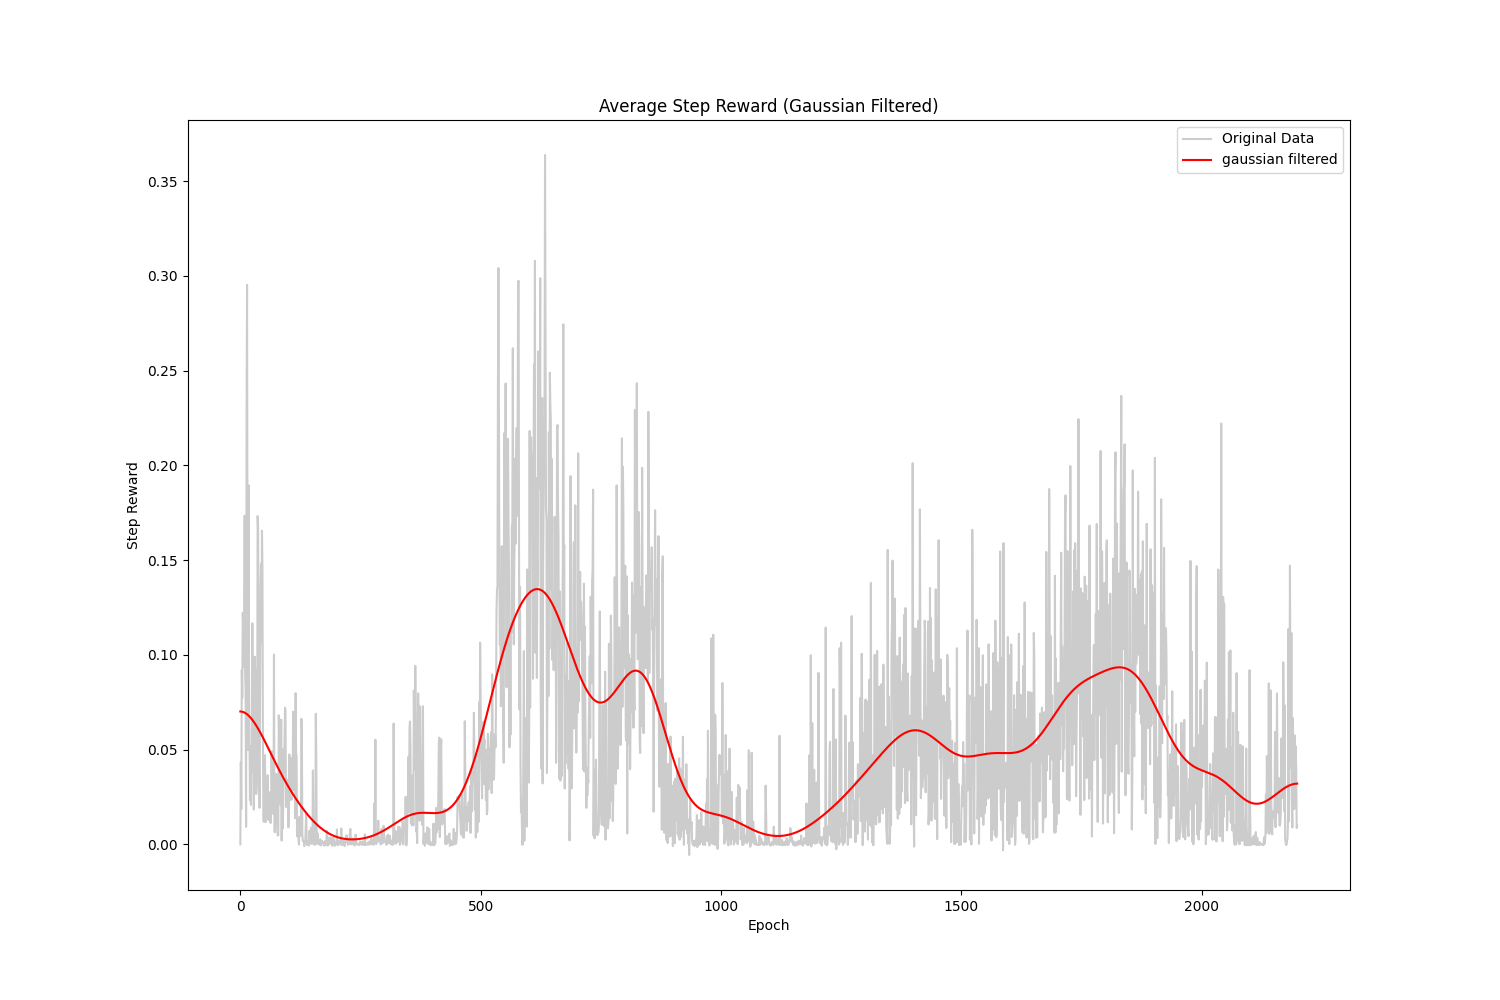 Average Step Reward (Gaussian Filtered)
Original Data
gaussian filtered
0.35
0.30
0.25
0.20
0.15
0.10
0.05
0.00
Step Reward
0 500 1000 1500 2000
Epoch